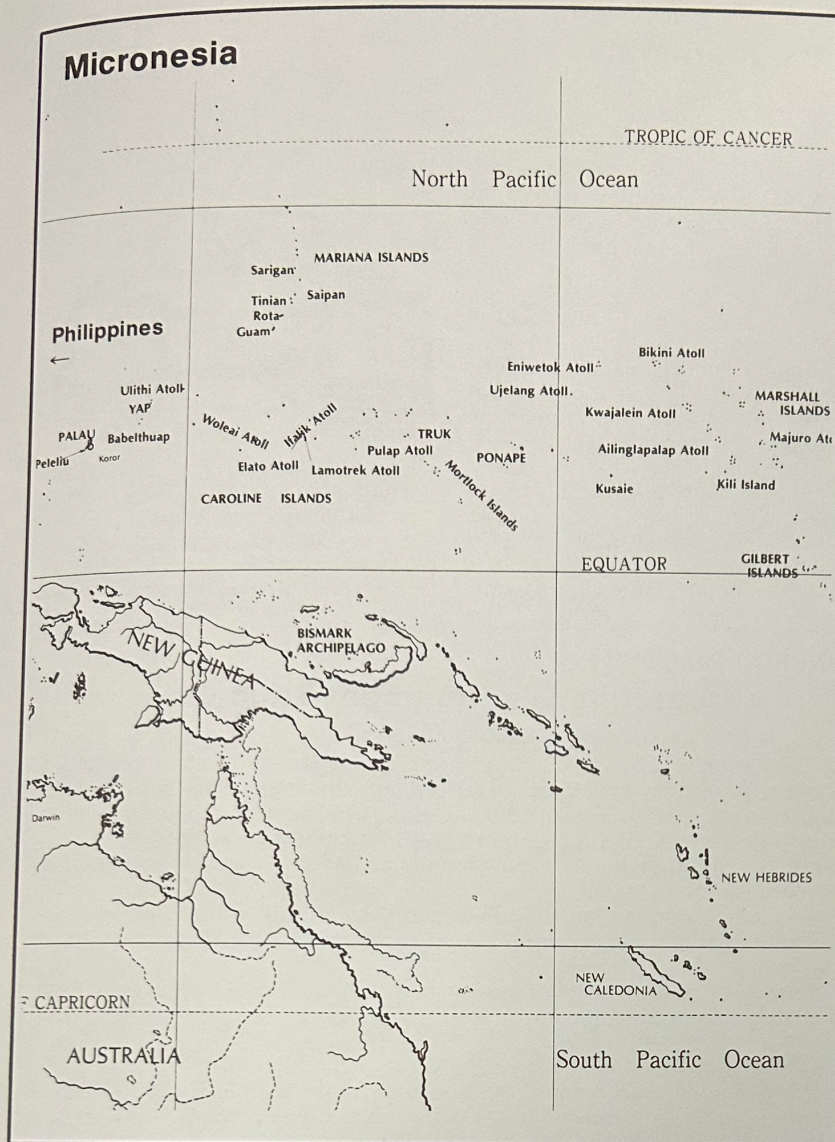 Micronesia
TROPIC OF CANCER
North Pacific Ocean
MARIANA ISLANDS
Sarigan
Saipan
Tinian
Rota
Guam
Philippines
←
Bikini Atoll
Eniwetok Atoll
Ulithi Atoll
Ujelang Atoll
MARSHALL
ISLANDS
YAP
Kwajalein Atoll
Woleai Atoll
Ifalik Atoll
PALAU
Babelthuap
TRUK
Majuro Ato
Koror
Peleliu
Pulap Atoll
PONAPE
Ailinglapalap Atoll
Elato Atoll
Lamotrek Atoll
Mortlock Islands
Kusaie
Kili Island
CAROLINE ISLANDS
EQUATOR
GILBERT
ISLANDS
NEW GUINEA
BISMARK
ARCHIPELAGO
Darwin
NEW HEBRIDES
NEW
CALEDONIA
F CAPRICORN
AUSTRALIA
South Pacific Ocean